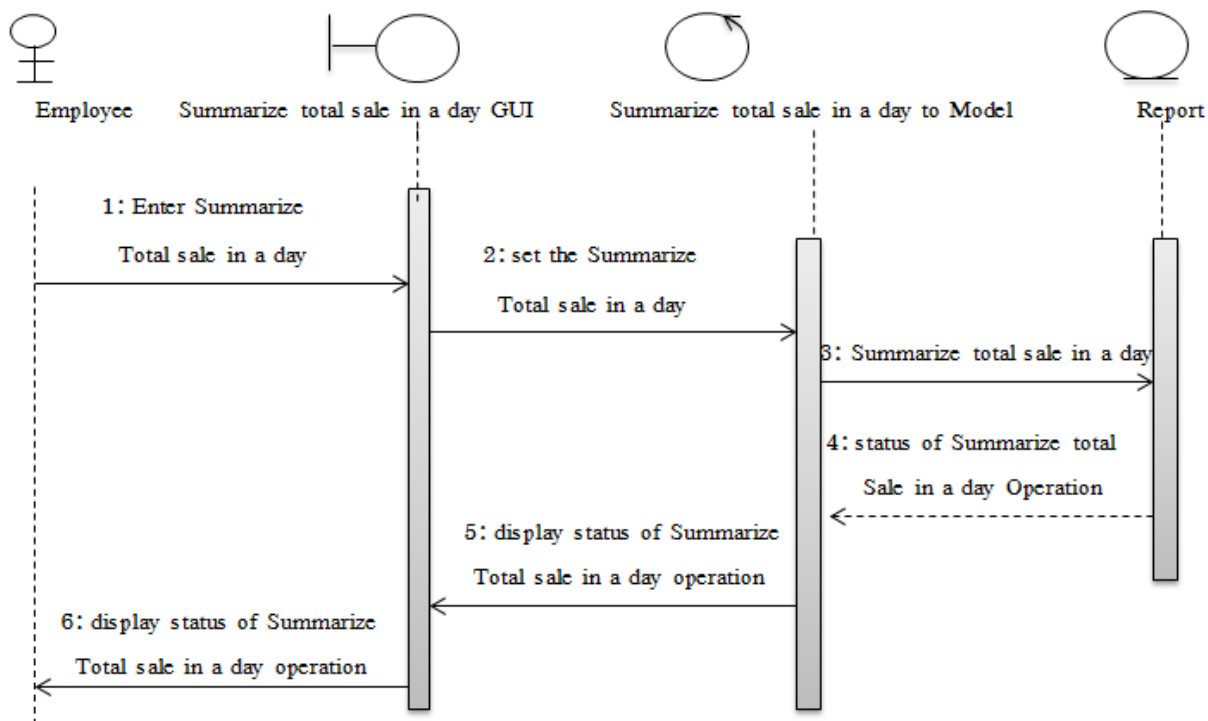 Employee
Summarize total sale in a day GUI
Summarize total sale in a day to Model
Report
1: Enter Summarize
Total sale in a day
2: set the Summarize
Total sale in a day
3: Summarize total sale in a day
4: status of Summarize total
Sale in a day Operation
5: display status of Summarize
Total sale in a day operation
6: display status of Summarize
Total sale in a day operation